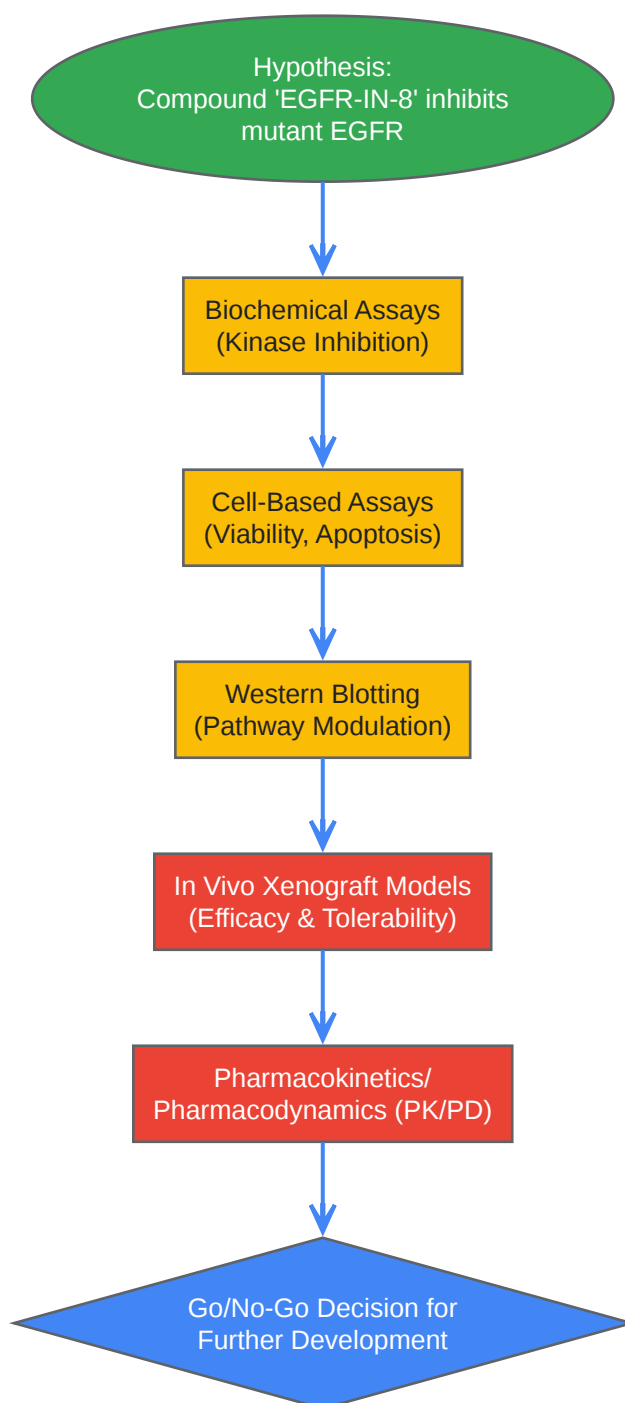 Hypothesis:
Compound 'EGFR-IN-8' inhibits
mutant EGFR
Biochemical Assays
(Kinase Inhibition)
Cell-Based Assays
(Viability, Apoptosis)
Western Blotting
(Pathway Modulation)
In Vivo Xenograft Models
(Efficacy & Tolerability)
Pharmacokinetics/
Pharmacodynamics (PK/PD)
Go/No-Go Decision for
Further Development